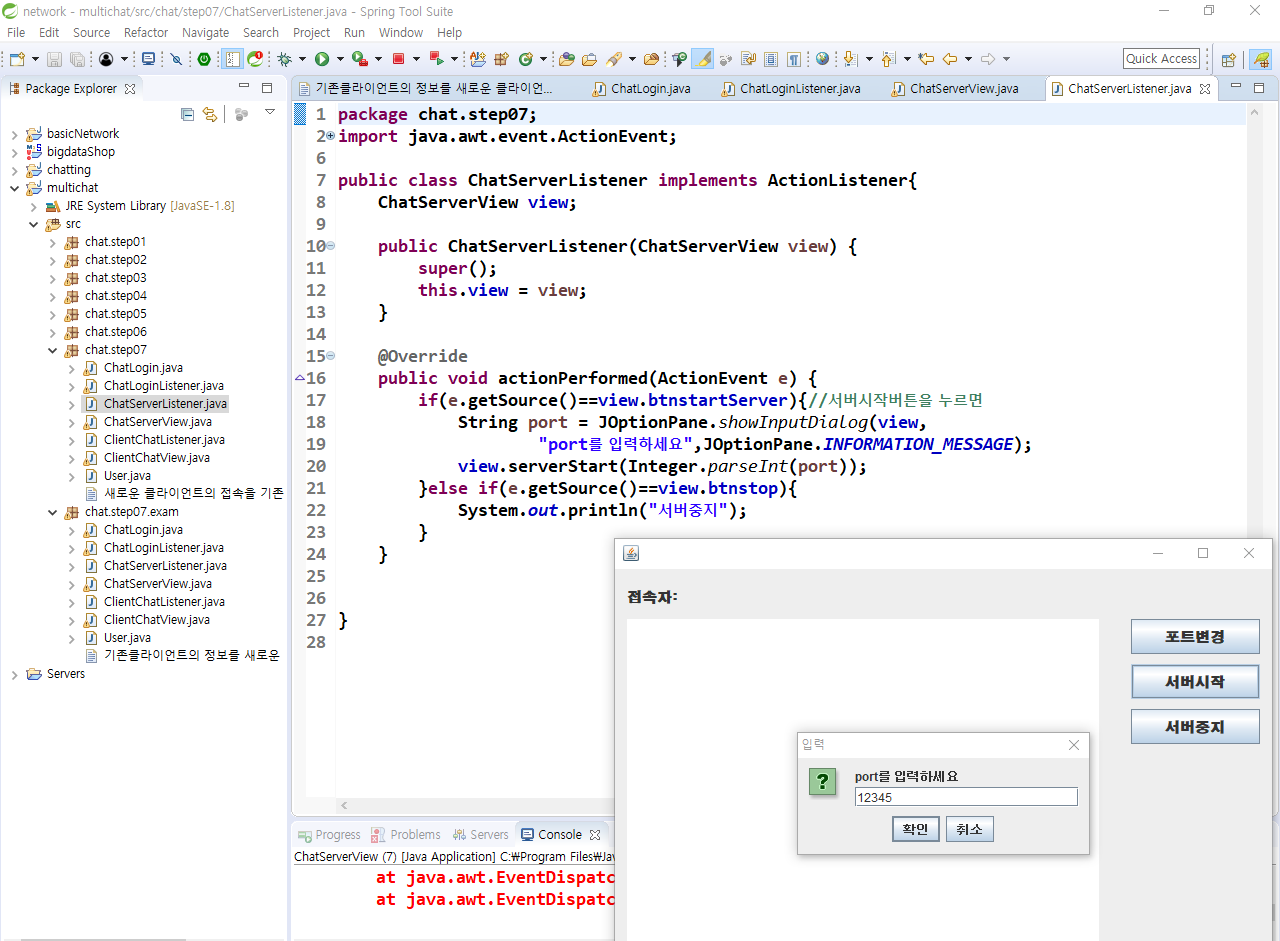 network - multichat/src/chat/step07/ChatServerListener.java - Spring Tool Suite
File Edit Source Refactor Navigate Search Project Run Window Help
Quick Access
Package Explorer
basicNetwork
bigdataShop
chatting
multichat
JRE System Library [JavaSE-1.8]
src
chat.step01
chat.step02
chat.step03
chat.step04
chat.step05
chat.step06
chat.step07
ChatLogin.java
ChatLoginListener.java
ChatServerListener.java
ChatServerView.java
ClientChatListener.java
ClientChatView.java
User.java
새로운 클라이언트의 접속을 기존
chat.step07.exam
ChatLogin.java
ChatLoginListener.java
ChatServerListener.java
ChatServerView.java
ClientChatListener.java
ClientChatView.java
User.java
기존클라이언트의 정보를 새로운
Servers
기존클라이언트의 정보를 새로운 클라이언... ChatLogin.java ChatLoginListener.java ChatServerView.java ChatServerListener.java
1 package chat.step07;
2 import java.awt.event.ActionEvent;
6
7 public class ChatServerListener implements ActionListener{
8 ChatServerView view;
9
10 public ChatServerListener(ChatServerView view) {
11 super();
12 this.view = view;
13 }
14
15 @Override
16 public void actionPerformed(ActionEvent e) {
17 if(e.getSource()==view.btnstartServer){//서버시작버튼을 누르면
18 String port = JOptionPane.showInputDialog(view,
19 "port를 입력하세요",JOptionPane.INFORMATION_MESSAGE);
20 view.serverStart(Integer.parseInt(port));
21 }else if(e.getSource()==view.btnstop){
22 System.out.println("서버중지");
23 }
24 }
25
26
27 }
28
접속자:
포트변경
서버시작
서버중지
입력
?
port를 입력하세요
12345
확인 취소
Progress Problems Servers Console
ChatServerView (7) [Java Application] C:₩Program Files₩Jav
at java.awt.EventDispatc
at java.awt.EventDispatc